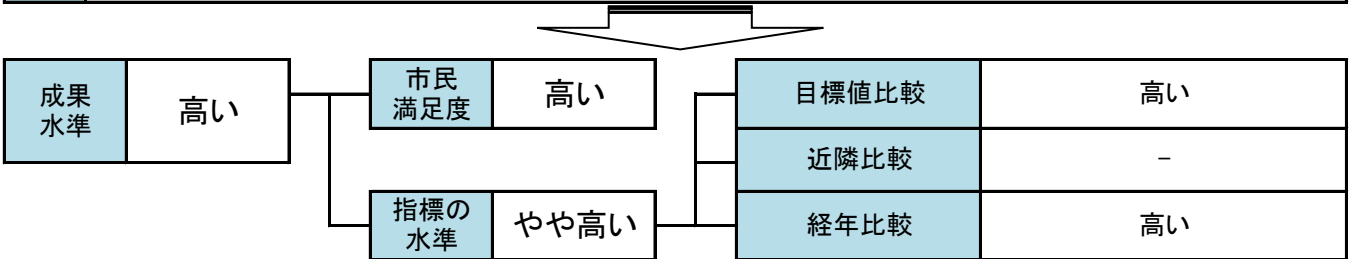 成果
水準
高い
市民
満足度
高い
指標の
水準
やや高い
目標値比較
高い
近隣比較
－
経年比較
高い